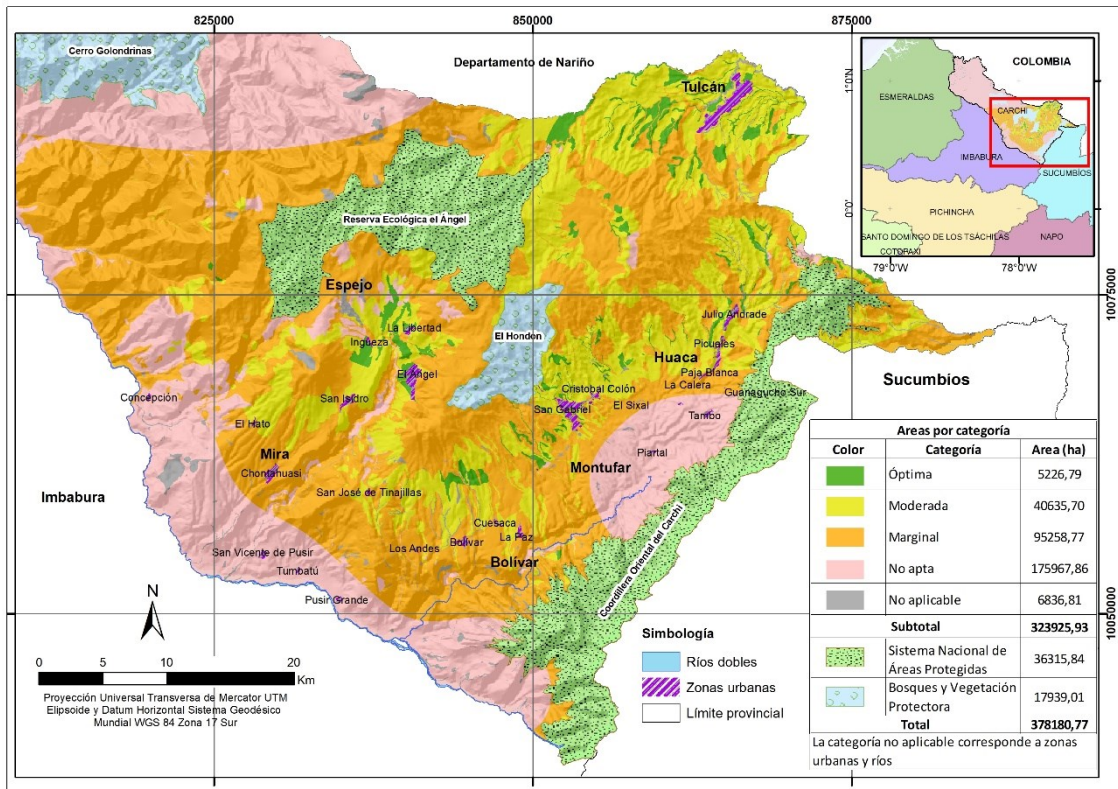 825000
850000
875000
Cerro Golondrinas
Departamento de Nariño
Tulcán
COLOMBIA
ESMERALDAS
CARCHI
IMBABURA
SUCUMBÍOS
PICHINCHA
SANTO DOMINGO DE LOS TSÁCHILAS
NAPO
COTOPAXI
1°0'N
0°0'
79°0'W
78°0'W
Reserva Ecológica el Ángel
Espejo
10075000
La Libertad
Ingueza
El Hondon
Julio Andrade
Picuales
Huaca
El Angel
Paja Blanca
La Calera
Sucumbíos
Concepción
San Isidro
Cristobal Colón
Guanagucho Sur
San Gabriel
El Sixal
Tambo
El Hato
Mira
Chontahuasi
Montufar
Piartal
Imbabura
San José de Tinajillas
Cuesaca
La Paz
Los Andes
Bolívar
Bolívar
San Vicente de Pusir
Tumbatú
Pusir Grande
Coordillera Oriental del Carchi
10050000
N
0 5 10 20
Km
Proyección Universal Transversa de Mercator UTM
Elipsoide y Datum Horizontal Sistema Geodésico
Mundial WGS 84 Zona 17 Sur
Simbología
Ríos dobles
Zonas urbanas
Límite provincial
Areas por categoría
Color Categoría Area (ha)
Óptima 5226,79
Moderada 40635,70
Marginal 95258,77
No apta 175967,86
No aplicable 6836,81
Subtotal 323925,93
Sistema Nacional de
Áreas Protegidas 36315,84
Bosques y Vegetación
Protectora 17939,01
Total 378180,77
La categoría no aplicable corresponde a zonas
urbanas y ríos